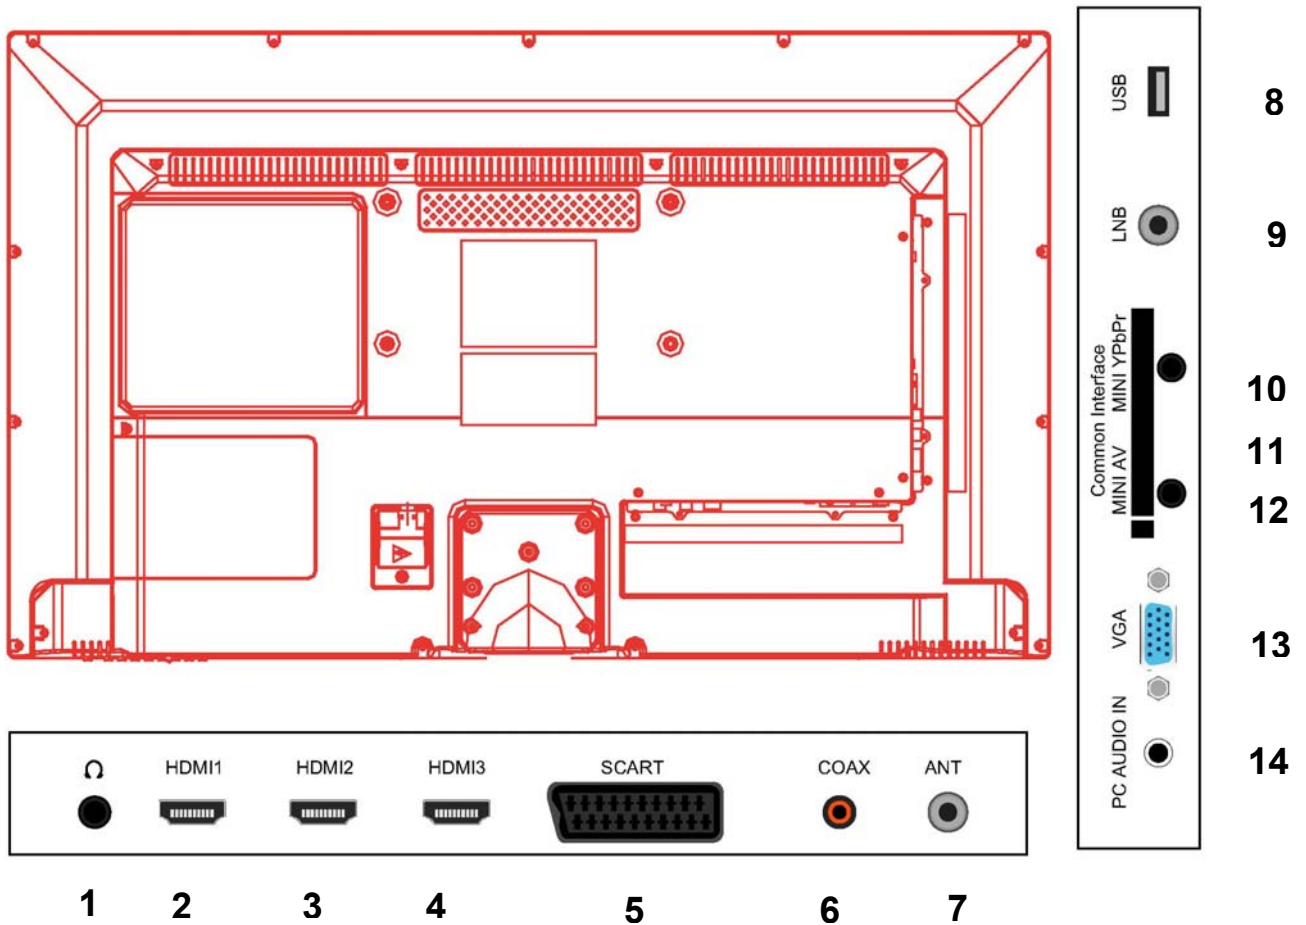 USB
8
LNB
9
MINI YPbPr
10
Common Interface
11
MINI AV
12
VGA
13
PC AUDIO IN
14
HDMI1
HDMI2
HDMI3
SCART
COAX
ANT
1
2
3
4
5
6
7